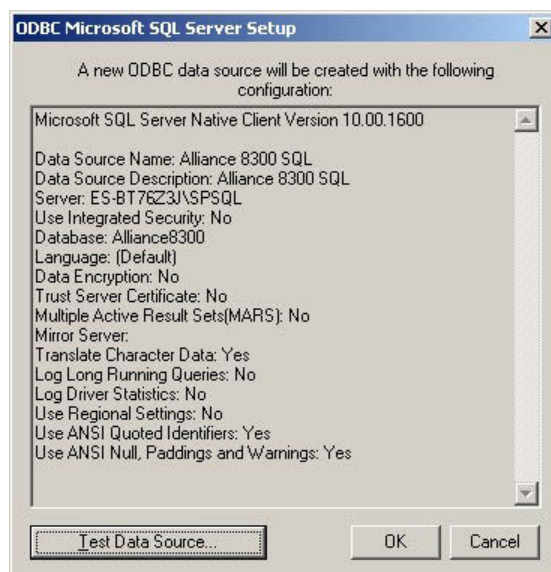 ODBC Microsoft SQL Server Setup
A new ODBC data source will be created with the following
configuration:
Microsoft SQL Server Native Client Version 10.00.1600
Data Source Name: Alliance 8300 SQL
Data Source Description: Alliance 8300 SQL
Server: ES-BT76Z3J\SPSQL
Use Integrated Security: No
Database: Alliance8300
Language: (Default)
Data Encryption: No
Trust Server Certificate: No
Multiple Active Result Sets(MARS): No
Mirror Server:
Translate Character Data: Yes
Log Long Running Queries: No
Log Driver Statistics: No
Use Regional Settings: No
Use ANSI Quoted Identifiers: Yes
Use ANSI Null, Paddings and Warnings: Yes
Test Data Source... OK Cancel